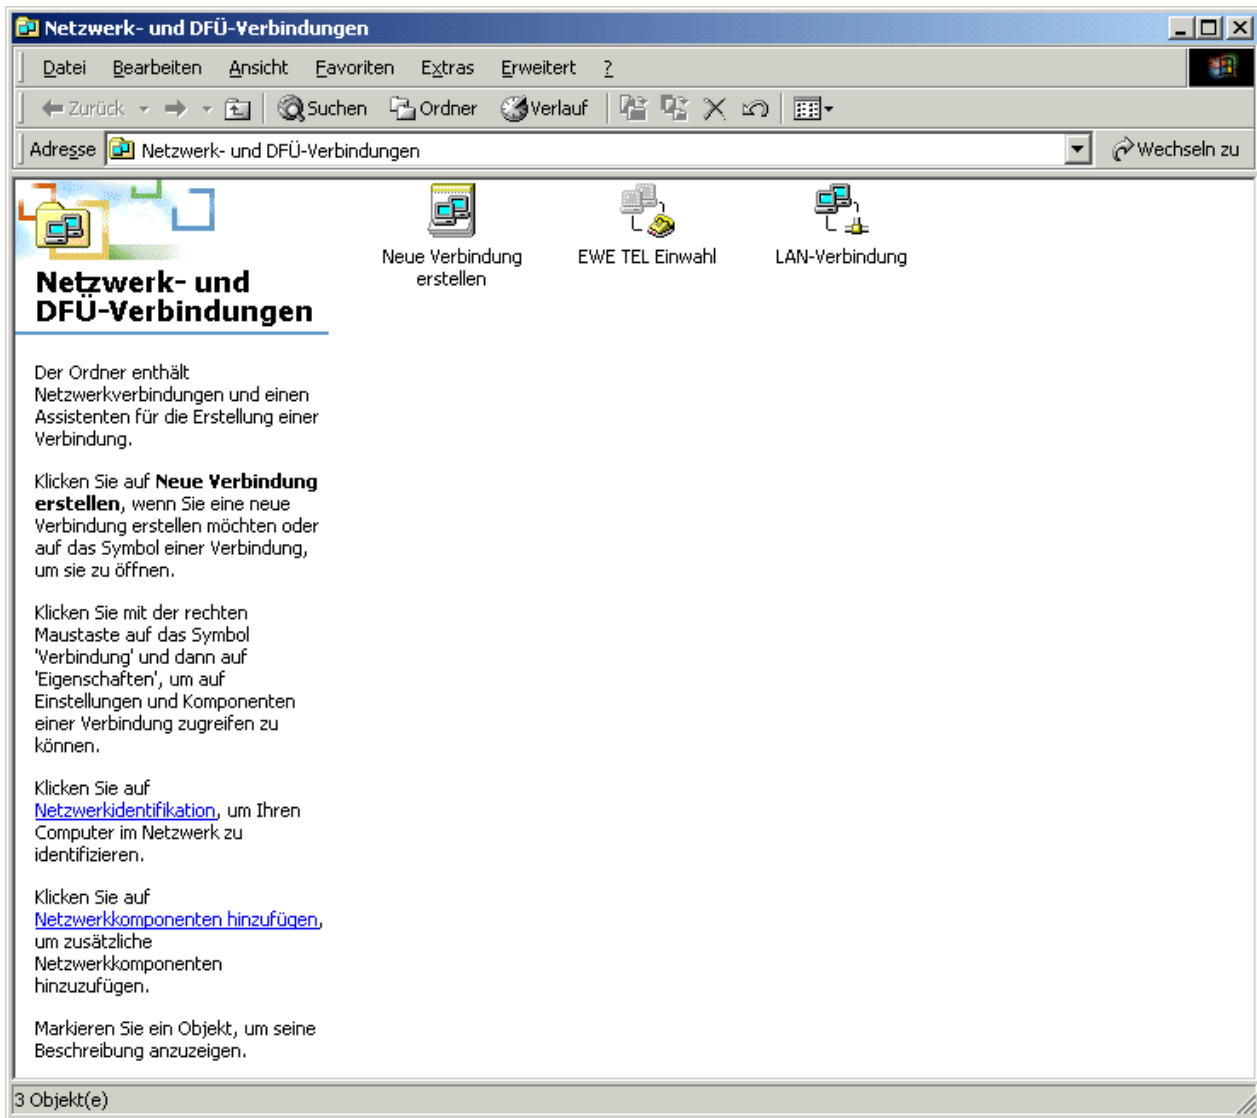 Netzwerk- und DFÜ-Verbindungen
Datei Bearbeiten Ansicht Favoriten Extras Erweitert ?
Zurück Suchen Ordner Verlauf
Adresse Netzwerk- und DFÜ-Verbindungen Wechseln zu
Neue Verbindung
erstellen
EWE TEL Einwahl
LAN-Verbindung
Netzwerk- und
DFÜ-Verbindungen
Der Ordner enthält
Netzwerkverbindungen und einen
Assistenten für die Erstellung einer
Verbindung.
Klicken Sie auf Neue Verbindung
erstellen, wenn Sie eine neue
Verbindung erstellen möchten oder
auf das Symbol einer Verbindung,
um sie zu öffnen.
Klicken Sie mit der rechten
Maustaste auf das Symbol
'Verbindung' und dann auf
'Eigenschaften', um auf
Einstellungen und Komponenten
einer Verbindung zugreifen zu
können.
Klicken Sie auf
Netzwerkidentifikation, um Ihren
Computer im Netzwerk zu
identifizieren.
Klicken Sie auf
Netzwerkkomponenten hinzufügen,
um zusätzliche
Netzwerkkomponenten
hinzuzufügen.
Markieren Sie ein Objekt, um seine
Beschreibung anzuzeigen.
3 Objekt(e)